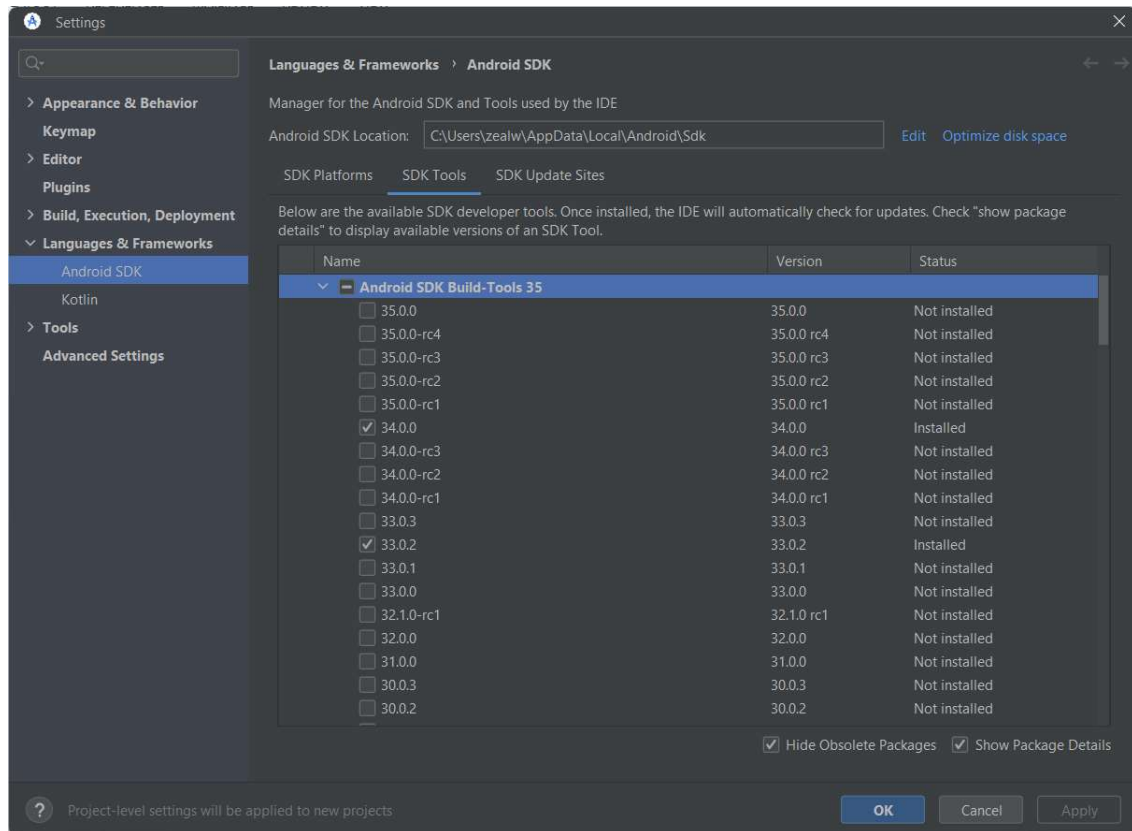 Settings
Appearance & Behavior
Keymap
Editor
Plugins
Build, Execution, Deployment
Languages & Frameworks
Android SDK
Kotlin
Tools
Advanced Settings
Languages & Frameworks › Android SDK
Manager for the Android SDK and Tools used by the IDE
Android SDK Location: C:\Users\zealw\AppData\Local\Android\Sdk Edit Optimize disk space
SDK Platforms SDK Tools SDK Update Sites
Below are the available SDK developer tools. Once installed, the IDE will automatically check for updates. Check "show package
details" to display available versions of an SDK Tool.
Name Version Status
Android SDK Build-Tools 35
35.0.0 35.0.0 Not installed
35.0.0-rc4 35.0.0 rc4 Not installed
35.0.0-rc3 35.0.0 rc3 Not installed
35.0.0-rc2 35.0.0 rc2 Not installed
35.0.0-rc1 35.0.0 rc1 Not installed
34.0.0 34.0.0 Installed
34.0.0-rc3 34.0.0 rc3 Not installed
34.0.0-rc2 34.0.0 rc2 Not installed
34.0.0-rc1 34.0.0 rc1 Not installed
33.0.3 33.0.3 Not installed
33.0.2 33.0.2 Installed
33.0.1 33.0.1 Not installed
33.0.0 33.0.0 Not installed
32.1.0-rc1 32.1.0 rc1 Not installed
32.0.0 32.0.0 Not installed
31.0.0 31.0.0 Not installed
30.0.3 30.0.3 Not installed
30.0.2 30.0.2 Not installed
Hide Obsolete Packages Show Package Details
? Project-level settings will be applied to new projects
OK Cancel Apply